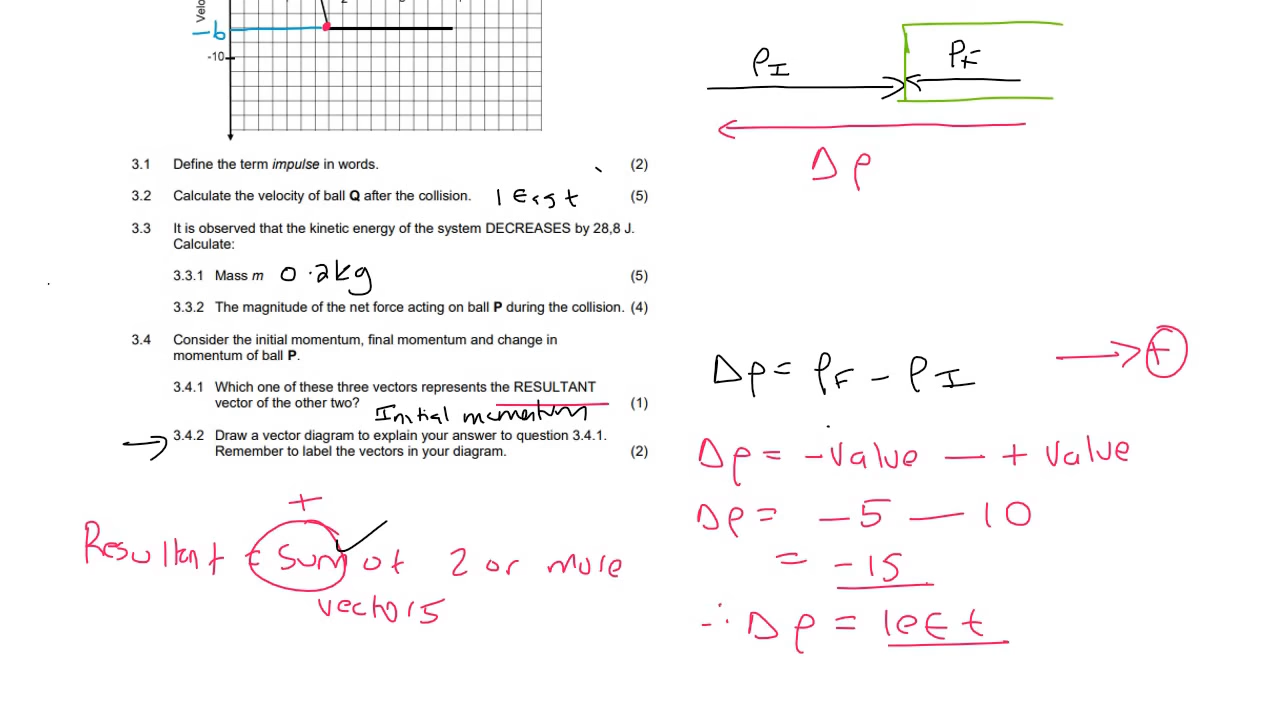 Velo
-6
-10
3.1 Define the term impulse in words. (2)
3.2 Calculate the velocity of ball Q after the collision. left (5)
3.3 It is observed that the kinetic energy of the system DECREASES by 28,8 J.
Calculate:
3.3.1 Mass m 0.2kg (5)
3.3.2 The magnitude of the net force acting on ball P during the collision. (4)
3.4 Consider the initial momentum, final momentum and change in
momentum of ball P.
3.4.1 Which one of these three vectors represents the RESULTANT
vector of the other two? Initial momentum (1)
3.4.2 Draw a vector diagram to explain your answer to question 3.4.1.
Remember to label the vectors in your diagram. (2)
+
Resultant = Sum of 2 or more
vectors
PI PF
Δp
Δp = PF - PI +
Δp = -value - + value
Δp = -5 - 10
= -15
∴ Δp = left